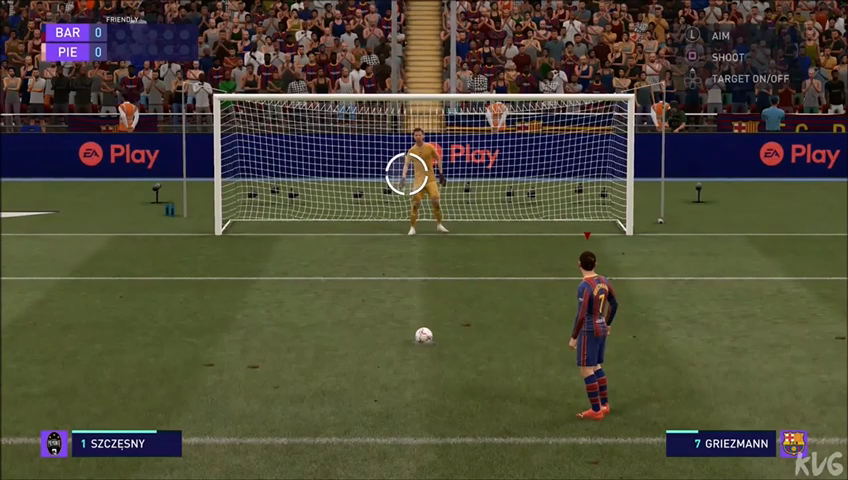 FRIENDLY
BAR 0
PIE 0
L AIM
SHOOT
TARGET ON/OFF
EA Play
Play
EA Play
7
1 SZCZĘSNY
7 GRIEZMANN
KVG